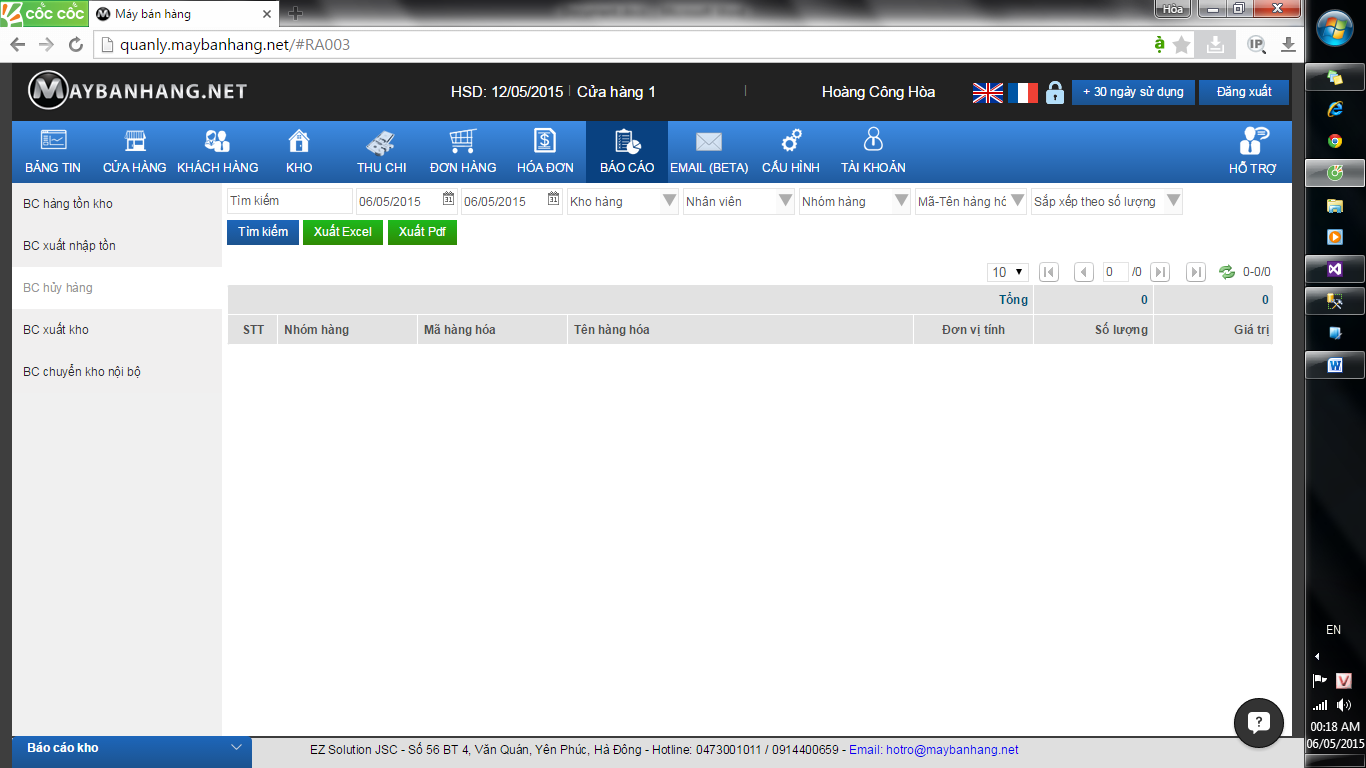 cốc cốc Máy bán hàng Hòa
quanly.maybanhang.net/#RA003 IP
MAYBANHANG.NET HSD: 12/05/2015 Cửa hàng 1 Hoàng Công Hòa + 30 ngày sử dụng Đăng xuất
BẢNG TIN CỬA HÀNG KHÁCH HÀNG KHO THU CHI ĐƠN HÀNG HÓA ĐƠN BÁO CÁO EMAIL (BETA) CẤU HÌNH TÀI KHOẢN HỖ TRỢ
BC hàng tồn kho
BC xuất nhập tồn
BC hủy hàng
BC xuất kho
BC chuyển kho nội bộ
Tìm kiếm 06/05/2015 06/05/2015 Kho hàng Nhân viên Nhóm hàng Mã-Tên hàng hó Sắp xếp theo số lượng
Tìm kiếm Xuất Excel Xuất Pdf
10 0 /0 0-0/0
Tổng 0 0
STT Nhóm hàng Mã hàng hóa Tên hàng hóa Đơn vị tính Số lượng Giá trị
Báo cáo kho
EZ Solution JSC - Số 56 BT 4, Văn Quán, Yên Phúc, Hà Đông - Hotline: 0473001011 / 0914400659 - Email: hotro@maybanhang.net
EN
00:18 AM
06/05/2015